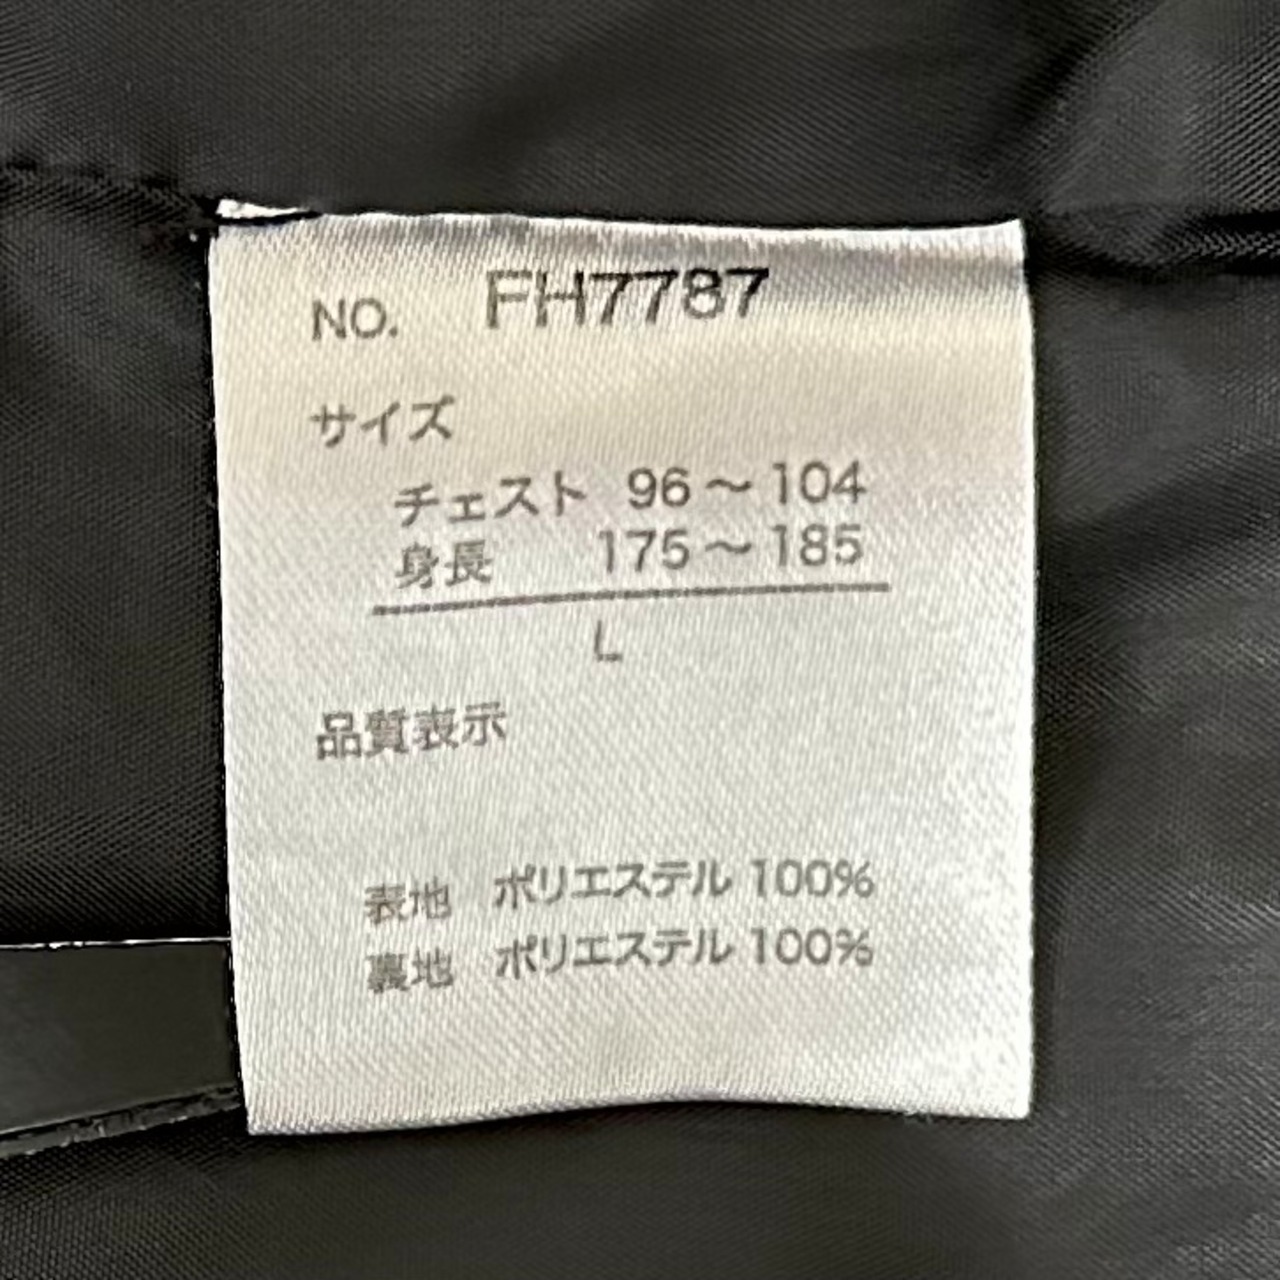 NO. FH7787
サイズ
チェスト 96～104
身長 175～185
L
品質表示
表地 ポリエステル 100%
裏地 ポリエステル 100%